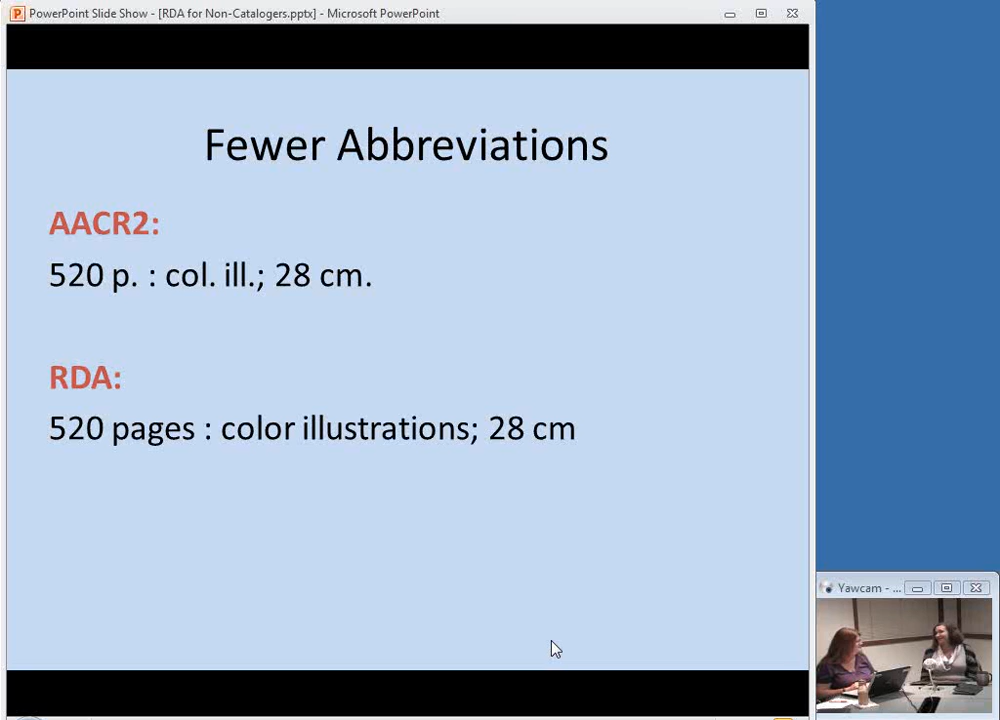 PowerPoint Slide Show - [RDA for Non-Catalogers.pptx] - Microsoft PowerPoint
Fewer Abbreviations
AACR2:
520 p. : col. ill.; 28 cm.
RDA:
520 pages : color illustrations; 28 cm
Yawcam - ...